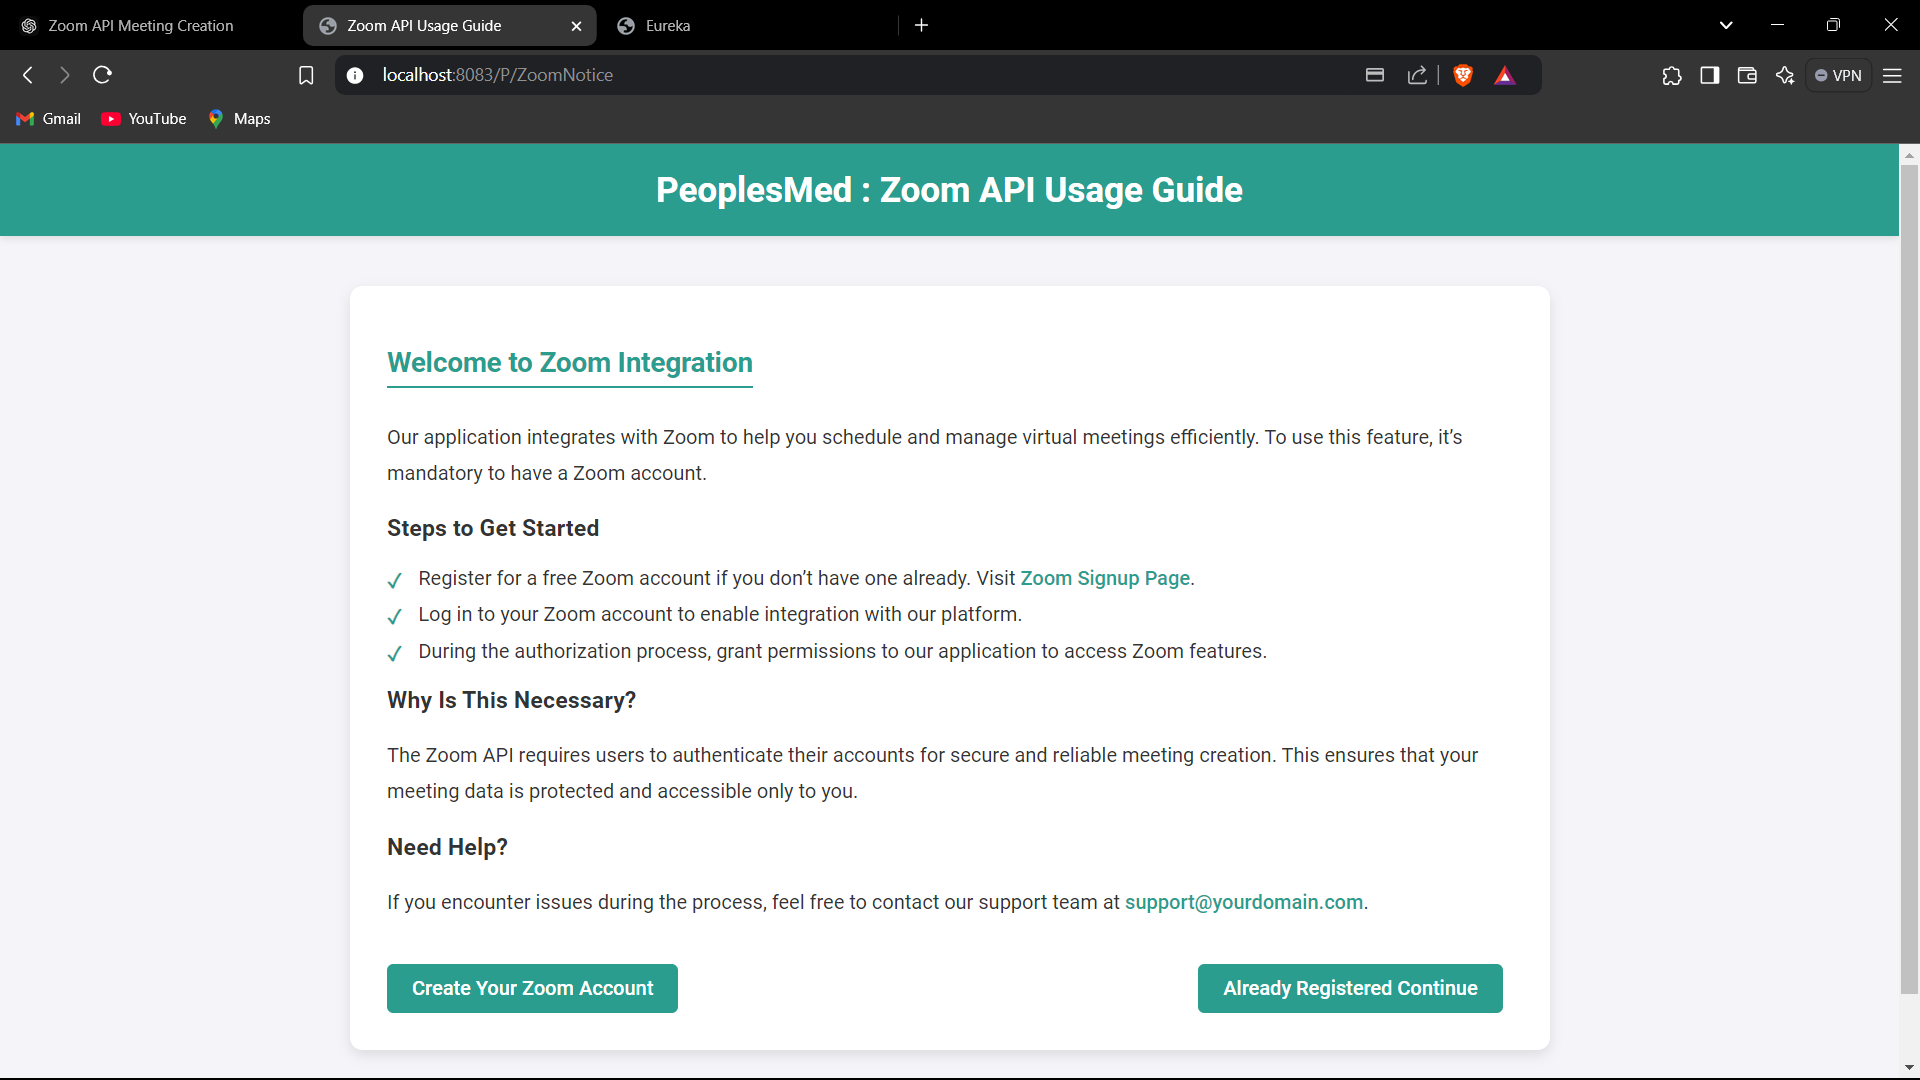 Zoom API Meeting Creation
Zoom API Usage Guide
Eureka
localhost:8083/P/ZoomNotice
VPN
Gmail
YouTube
Maps
PeoplesMed : Zoom API Usage Guide
Welcome to Zoom Integration
Our application integrates with Zoom to help you schedule and manage virtual meetings efficiently. To use this feature, it’s
mandatory to have a Zoom account.
Steps to Get Started
✓ Register for a free Zoom account if you don’t have one already. Visit Zoom Signup Page.
✓ Log in to your Zoom account to enable integration with our platform.
✓ During the authorization process, grant permissions to our application to access Zoom features.
Why Is This Necessary?
The Zoom API requires users to authenticate their accounts for secure and reliable meeting creation. This ensures that your
meeting data is protected and accessible only to you.
Need Help?
If you encounter issues during the process, feel free to contact our support team at support@yourdomain.com.
Create Your Zoom Account
Already Registered Continue